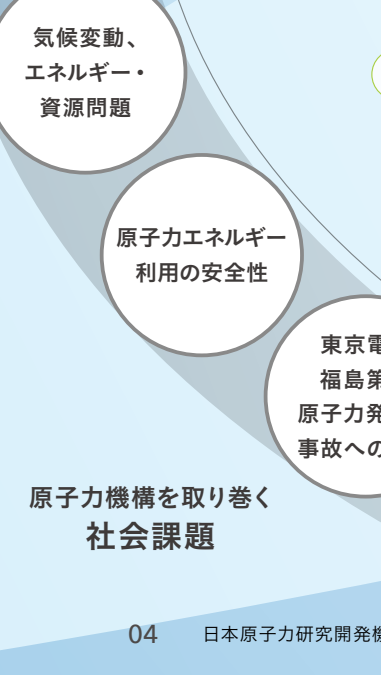 気候変動、
エネルギー・
資源問題
原子力エネルギー
利用の安全性
東京電
福島第
原子力発
事故への
原子力機構を取り巻く
社会課題
04 日本原子力研究開発機